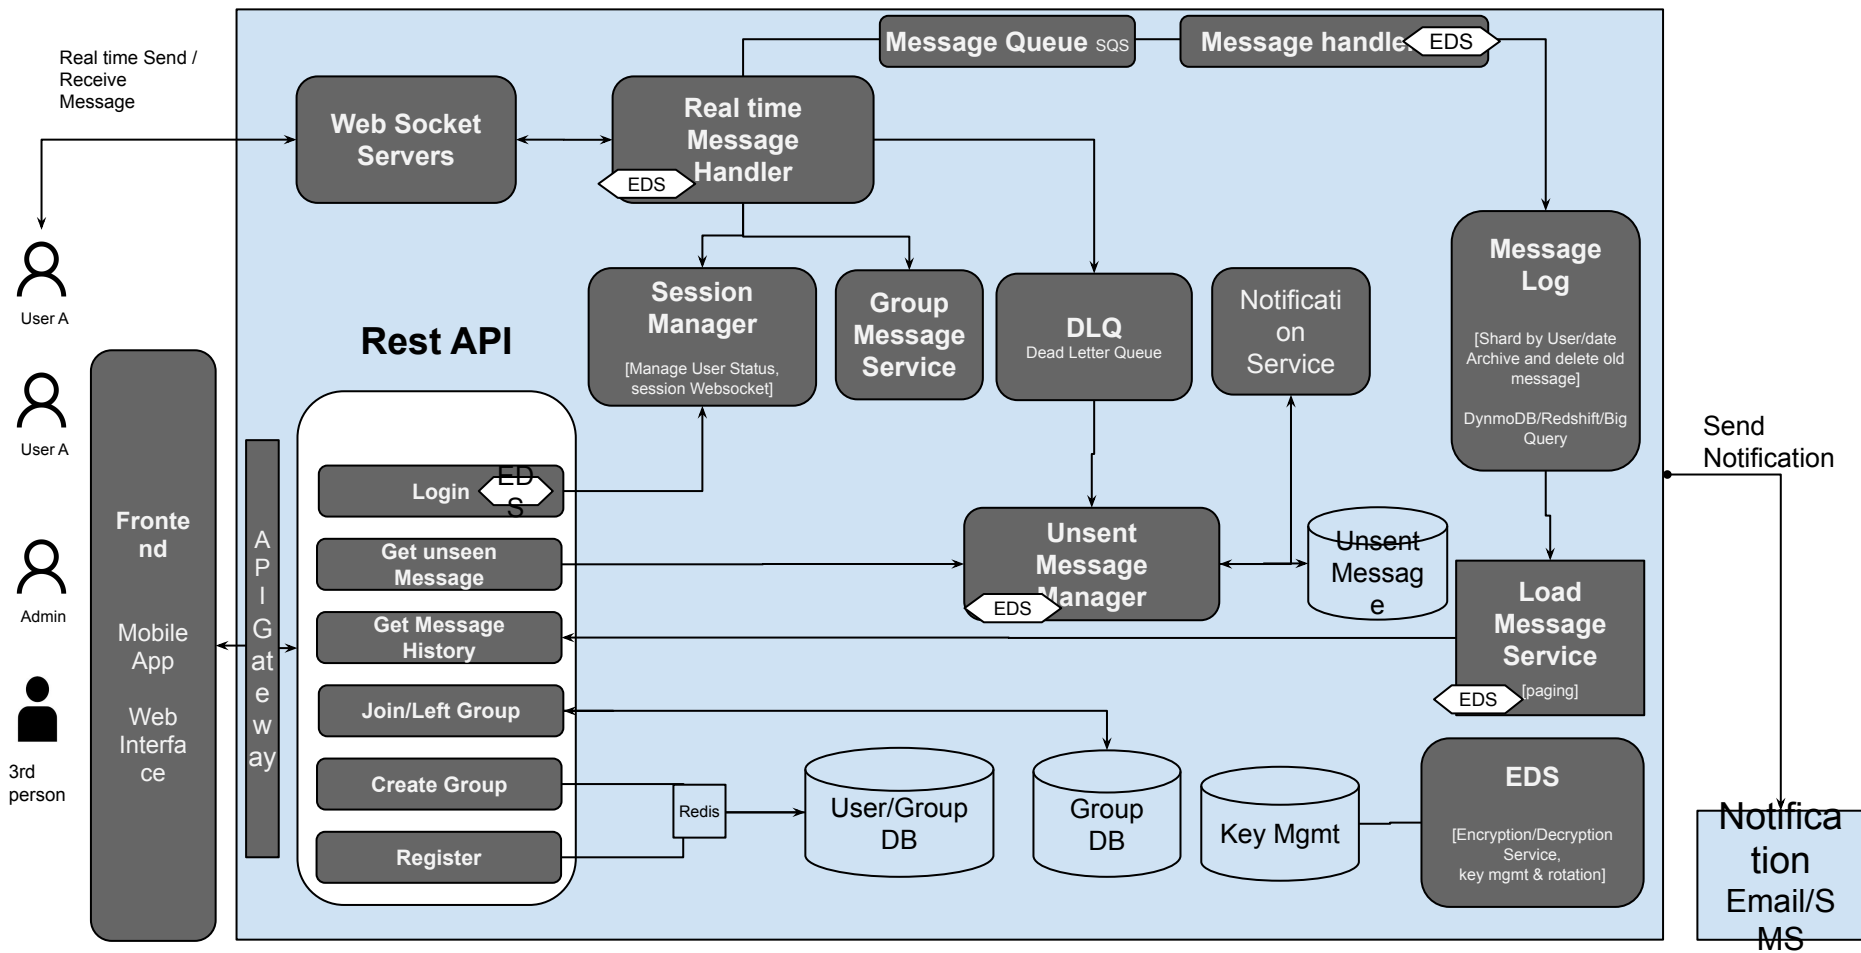 Real time Send /
Receive
Message
Message Queue SQS
Message handle
EDS
Web Socket
Servers
Real time
Message
Handler
EDS
User A
User A
Admin
3rd
person
Fronte
nd
Mobile
App
Web
Interfa
ce
A
P
I
G
at
e
w
ay
Rest API
Login
ED
S
Get unseen
Message
Get Message
History
Join/Left Group
Create Group
Register
Session
Manager
[Manage User Status,
session Websocket]
Group
Message
Service
DLQ
Dead Letter Queue
Notificati
on
Service
Message
Log
[Shard by User/date
Archive and delete old
message]
DynmoDB/Redshift/Big
Query
Unsent
Message
Manager
EDS
Unsent
Messag
e
Load
Message
Service
[paging]
EDS
Redis
User/Group
DB
Group
DB
Key Mgmt
EDS
[Encryption/Decryption
Service,
key mgmt & rotation]
Send
Notification
Notifica
tion
Email/S
MS